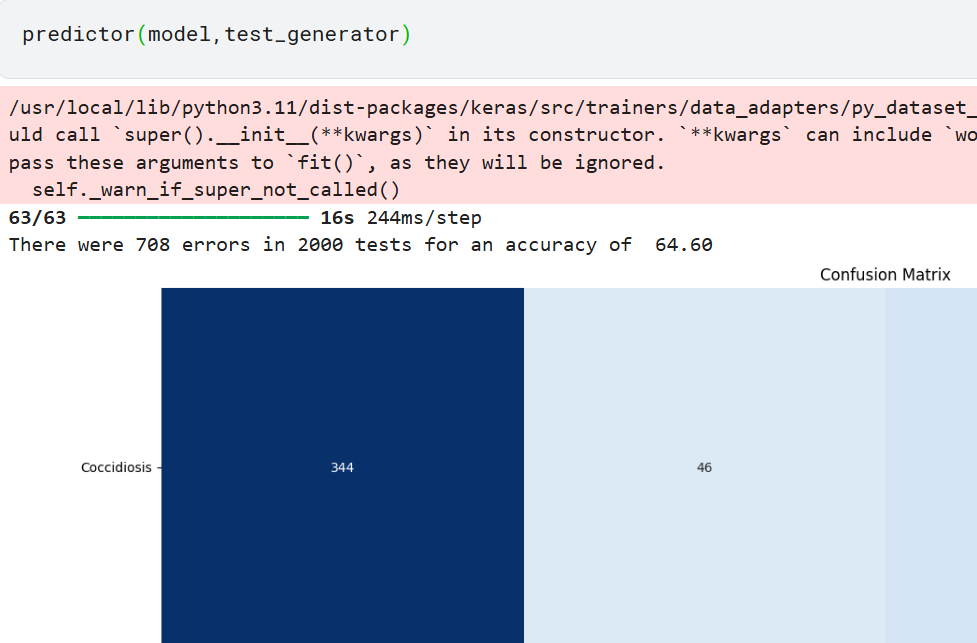 predictor(model,test_generator)
/usr/local/lib/python3.11/dist-packages/keras/src/trainers/data_adapters/py_dataset_
uld call `super().__init__(**kwargs)` in its constructor. `**kwargs` can include `wo
pass these arguments to `fit()`, as they will be ignored.
  self._warn_if_super_not_called()
63/63 ━━━━━━━━━━━━━━━━━━━━ 16s 244ms/step
There were 708 errors in 2000 tests for an accuracy of  64.60
Confusion Matrix
Coccidiosis 344 46